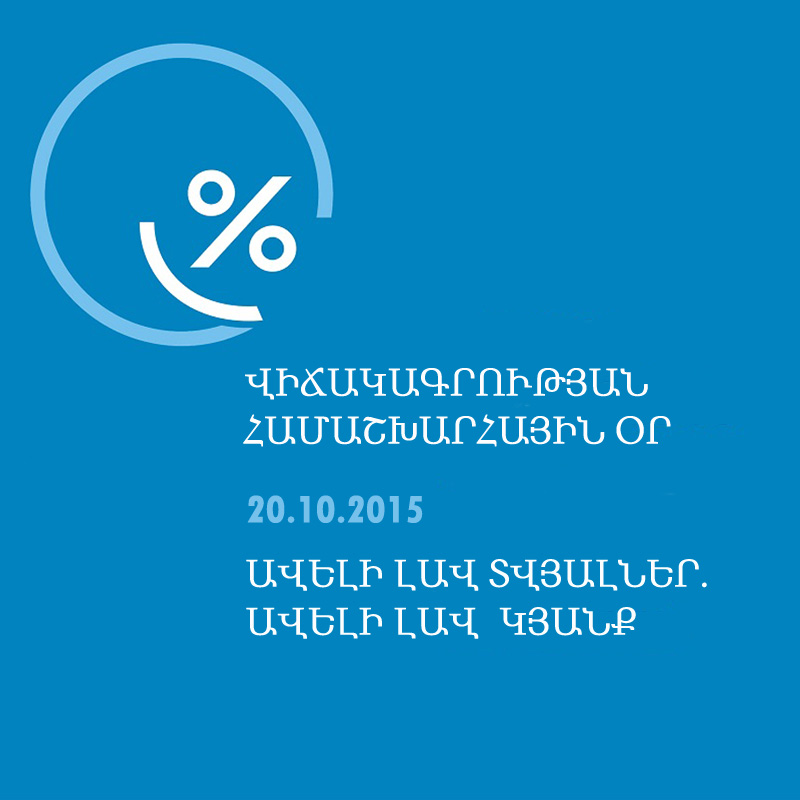 %
ՎԻՃԱԿԱԳՐՈՒԹՅԱՆ
ՀԱՄԱՇԽԱՐՀԱՅԻՆ ՕՐ
20.10.2015
ԱՎԵԼԻ ԼԱՎ ՏՎՅԱԼՆԵՐ.
ԱՎԵԼԻ ԼԱՎ ԿՅԱՆՔ